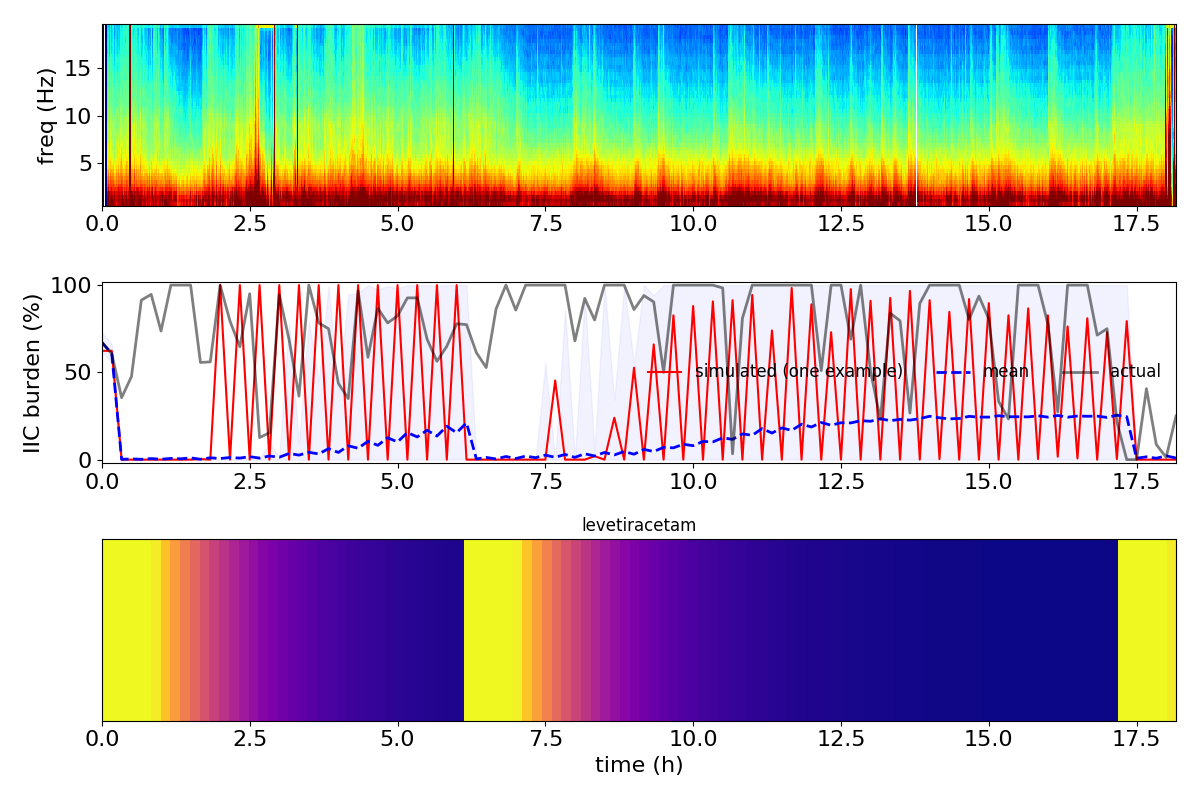 freq (Hz)
15
10
5
0.0 2.5 5.0 7.5 10.0 12.5 15.0 17.5
IIC burden (%)
100
50
0
simulated (one example) mean actual
0.0 2.5 5.0 7.5 10.0 12.5 15.0 17.5
levetiracetam
0.0 2.5 5.0 7.5 10.0 12.5 15.0 17.5
time (h)